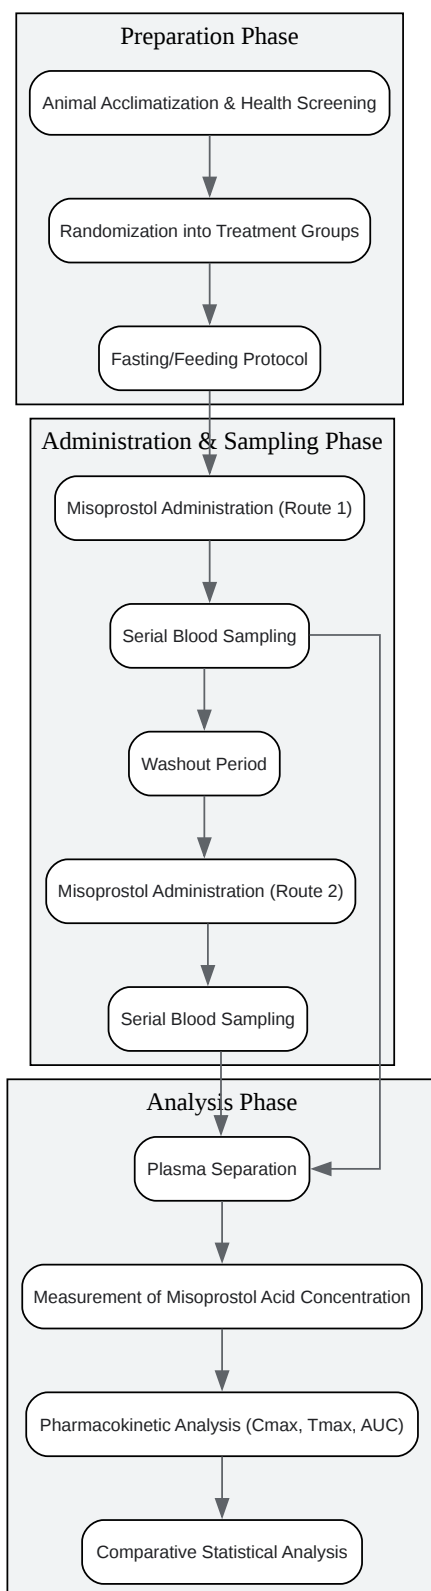 Preparation Phase
Animal Acclimatization & Health Screening
Randomization into Treatment Groups
Fasting/Feeding Protocol
Administration & Sampling Phase
Misoprostol Administration (Route 1)
Serial Blood Sampling
Washout Period
Misoprostol Administration (Route 2)
Serial Blood Sampling
Analysis Phase
Plasma Separation
Measurement of Misoprostol Acid Concentration
Pharmacokinetic Analysis (Cmax, Tmax, AUC)
Comparative Statistical Analysis